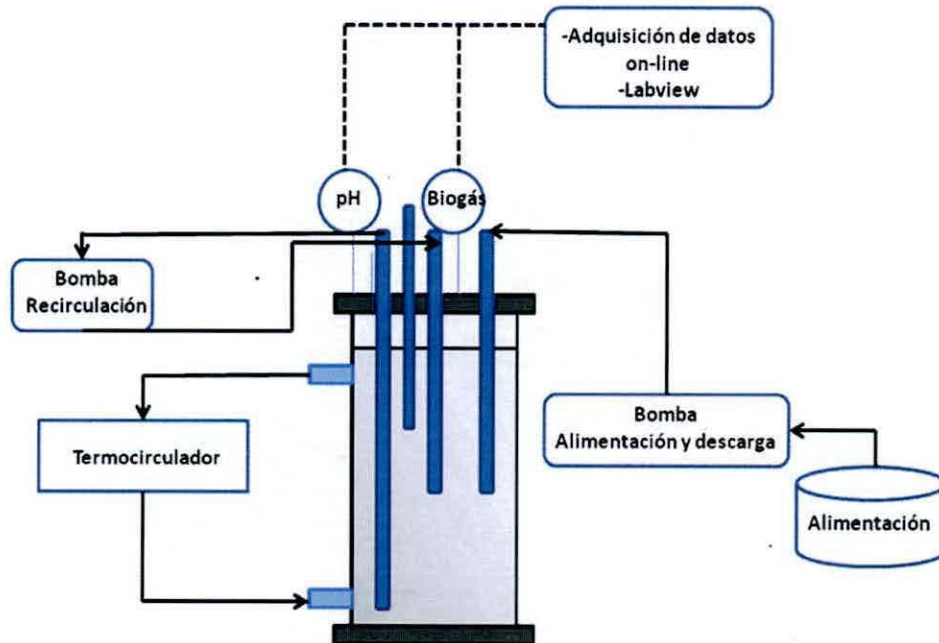 -Adquisición de datos
on-line
-Labview
pH
Biogás
Bomba
Recirculación
Bomba
Alimentación y descarga
Termocirculador
Alimentación